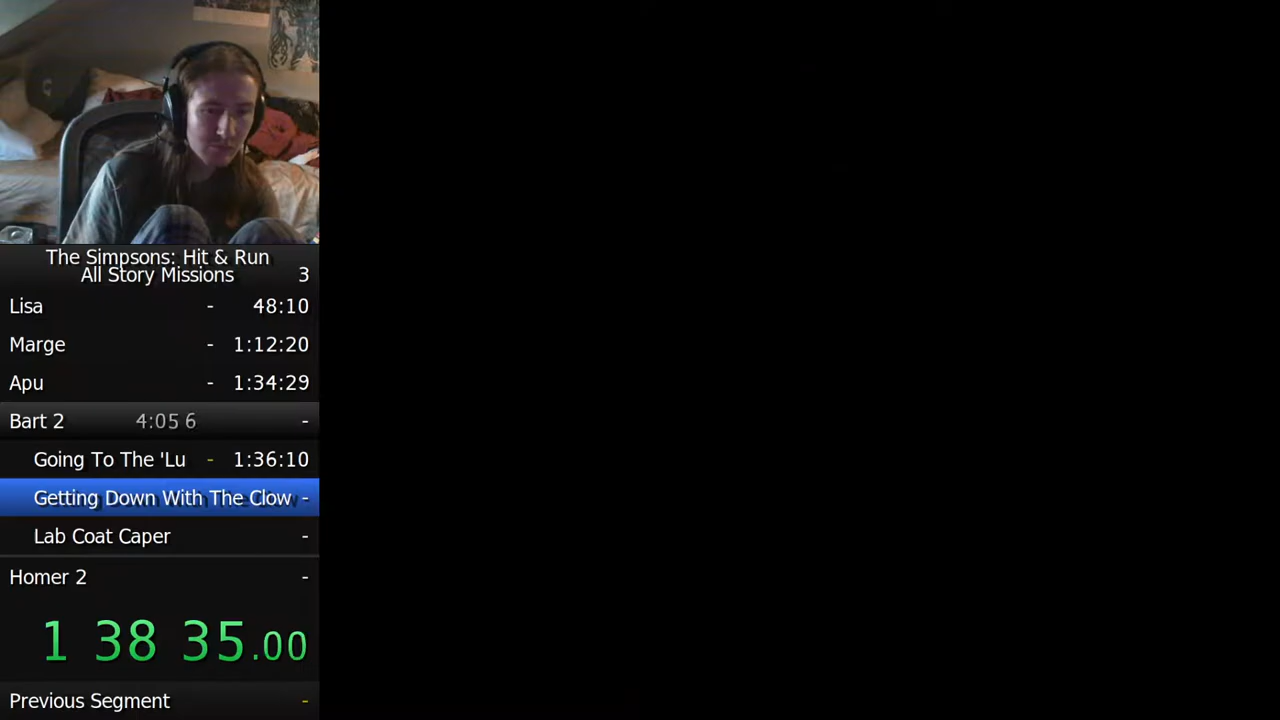 The Simpsons: Hit & Run
All Story Missions 3
Lisa - 48:10
Marge - 1:12:20
Apu - 1:34:29
Bart 2 4:05 6 -
Going To The 'Lu - 1:36:10
Getting Down With The Clow -
Lab Coat Caper -
Homer 2 -
1 38 35.00
Previous Segment -